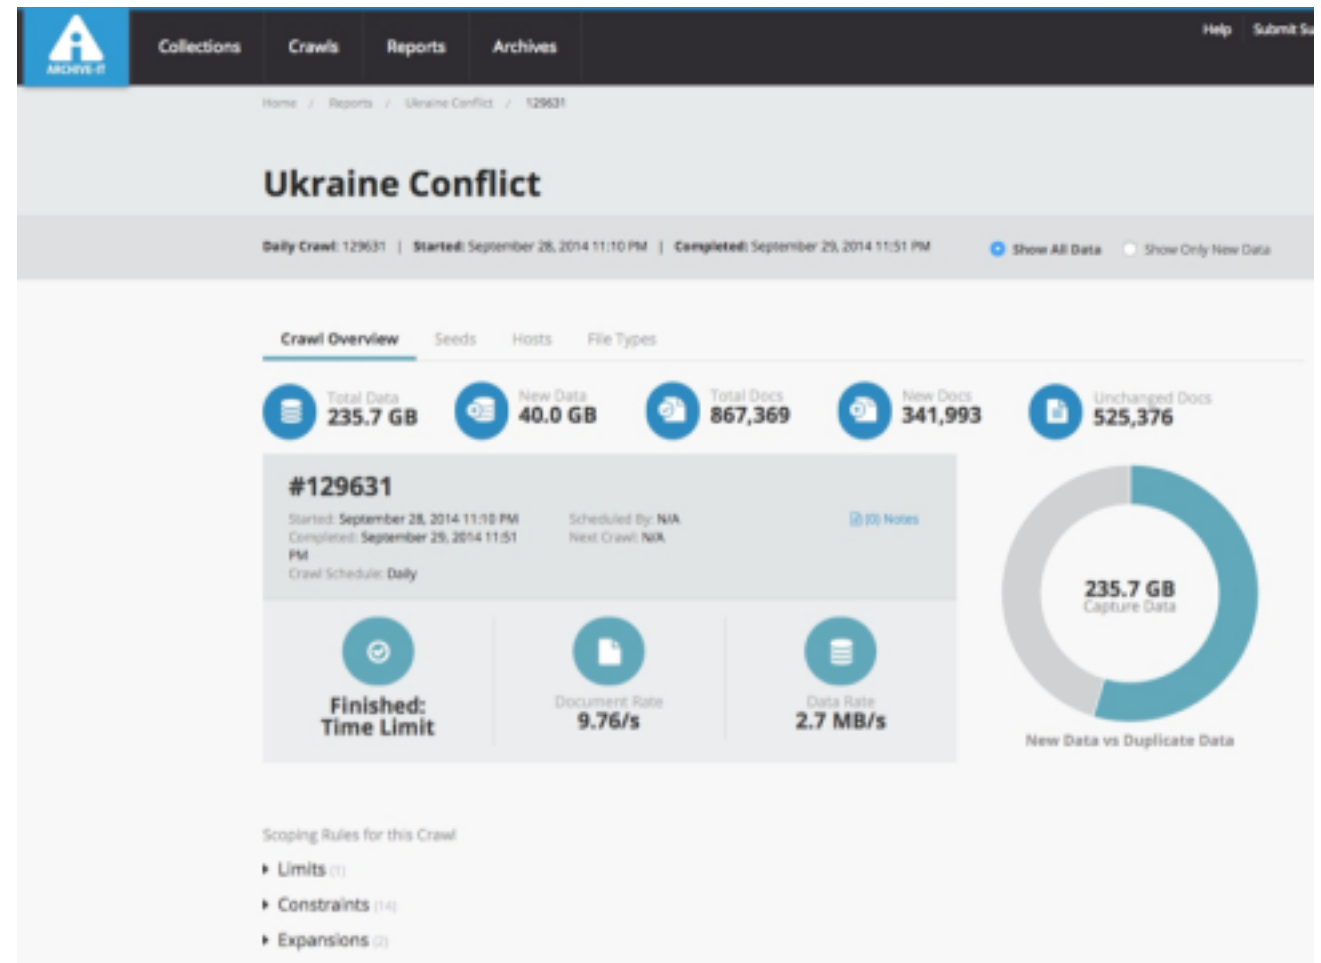 ARCHIVE-IT
Collections Crawls Reports Archives
Help Submit Su
Home / Reports / Ukraine Conflict / 129631
Ukraine Conflict
Daily Crawl: 129631 | Started: September 28, 2014 11:10 PM | Completed: September 29, 2014 11:51 PM
Show All Data Show Only New Data
Crawl Overview Seeds Hosts File Types
Total Data New Data Total Docs New Docs Unchanged Docs
235.7 GB 40.0 GB 867,369 341,993 525,376
#129631
Started: September 28, 2014 11:10 PM Scheduled By: N/A (0) Notes
Completed: September 29, 2014 11:51 Next Crawl: N/A
PM
Crawl Schedule: Daily
235.7 GB
Capture Data
Finished:
Time Limit
Document Rate
9.76/s
Data Rate
2.7 MB/s
New Data vs Duplicate Data
Scoping Rules for this Crawl
Limits (1)
Constraints (14)
Expansions (2)